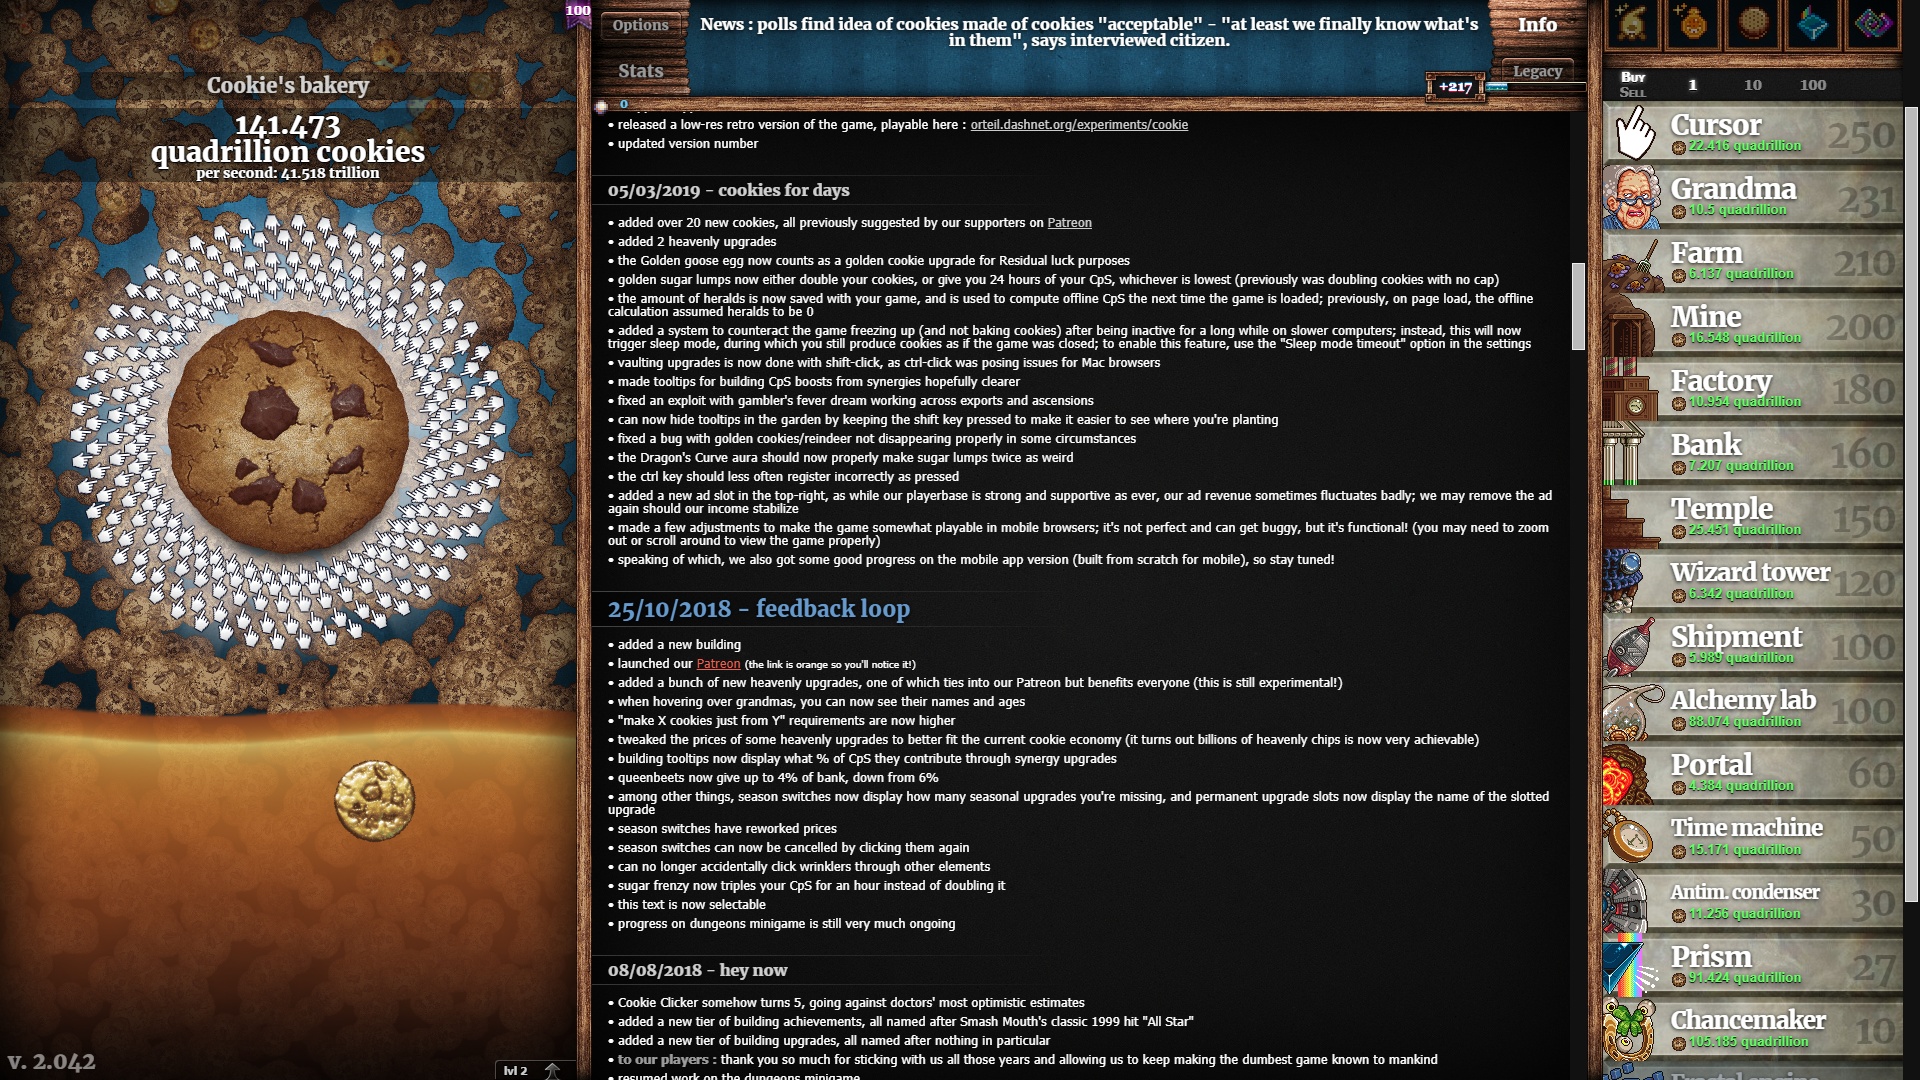 100
Options
Stats
News : polls find idea of cookies made of cookies "acceptable" - "at least we finally know what's
in them", says interviewed citizen.
Info
Legacy
+217
0
Cookie's bakery
141.473
quadrillion cookies
per second: 41.518 trillion
v. 2.042
lvl 2
• released a low-res retro version of the game, playable here : orteil.dashnet.org/experiments/cookie
• updated version number
05/03/2019 - cookies for days
• added over 20 new cookies, all previously suggested by our supporters on Patreon
• added 2 heavenly upgrades
• the Golden goose egg now counts as a golden cookie upgrade for Residual luck purposes
• golden sugar lumps now either double your cookies, or give you 24 hours of your CpS, whichever is lowest (previously was doubling cookies with no cap)
• the amount of heralds is now saved with your game, and is used to compute offline CpS the next time the game is loaded; previously, on page load, the offline
calculation assumed heralds to be 0
• added a system to counteract the game freezing up (and not baking cookies) after being inactive for a long while on slower computers; instead, this will now
trigger sleep mode, during which you still produce cookies as if the game was closed; to enable this feature, use the "Sleep mode timeout" option in the settings
• vaulting upgrades is now done with shift-click, as ctrl-click was posing issues for Mac browsers
• made tooltips for building CpS boosts from synergies hopefully clearer
• fixed an exploit with gambler's fever dream working across exports and ascensions
• can now hide tooltips in the garden by keeping the shift key pressed to make it easier to see where you're planting
• fixed a bug with golden cookies/reindeer not disappearing properly in some circumstances
• the Dragon's Curve aura should now properly make sugar lumps twice as weird
• the ctrl key should less often register incorrectly as pressed
• added a new ad slot in the top-right, as while our playerbase is strong and supportive as ever, our ad revenue sometimes fluctuates badly; we may remove the ad
again should our income stabilize
• made a few adjustments to make the game somewhat playable in mobile browsers; it's not perfect and can get buggy, but it's functional! (you may need to zoom
out or scroll around to view the game properly)
• speaking of which, we also got some good progress on the mobile app version (built from scratch for mobile), so stay tuned!
25/10/2018 - feedback loop
• added a new building
• launched our Patreon (the link is orange so you'll notice it!)
• added a bunch of new heavenly upgrades, one of which ties into our Patreon but benefits everyone (this is still experimental!)
• when hovering over grandmas, you can now see their names and ages
• "make X cookies just from Y" requirements are now higher
• tweaked the prices of some heavenly upgrades to better fit the current cookie economy (it turns out billions of heavenly chips is now very achievable)
• building tooltips now display what % of CpS they contribute through synergy upgrades
• queenbeets now give up to 4% of bank, down from 6%
• among other things, season switches now display how many seasonal upgrades you're missing, and permanent upgrade slots now display the name of the slotted
upgrade
• season switches have reworked prices
• season switches can now be cancelled by clicking them again
• can no longer accidentally click wrinklers through other elements
• sugar frenzy now triples your CpS for an hour instead of doubling it
• this text is now selectable
• progress on dungeons minigame is still very much ongoing
08/08/2018 - hey now
• Cookie Clicker somehow turns 5, going against doctors' most optimistic estimates
• added a new tier of building achievements, all named after Smash Mouth's classic 1999 hit "All Star"
• added a new tier of building upgrades, all named after nothing in particular
• to our players : thank you so much for sticking with us all those years and allowing us to keep making the dumbest game known to mankind
• resumed work on the dungeons minigame
Buy
Sell
1 10 100
Cursor 250
22.416 quadrillion
Grandma 231
10.5 quadrillion
Farm 210
6.137 quadrillion
Mine 200
16.548 quadrillion
Factory 180
10.954 quadrillion
Bank 160
7.207 quadrillion
Temple 150
25.451 quadrillion
Wizard tower 120
6.342 quadrillion
Shipment 100
5.989 quadrillion
Alchemy lab 100
88.074 quadrillion
Portal 60
4.384 quadrillion
Time machine 50
15.171 quadrillion
Antim. condenser 30
11.256 quadrillion
Prism 27
91.424 quadrillion
Chancemaker 10
105.185 quadrillion
Fractal engine